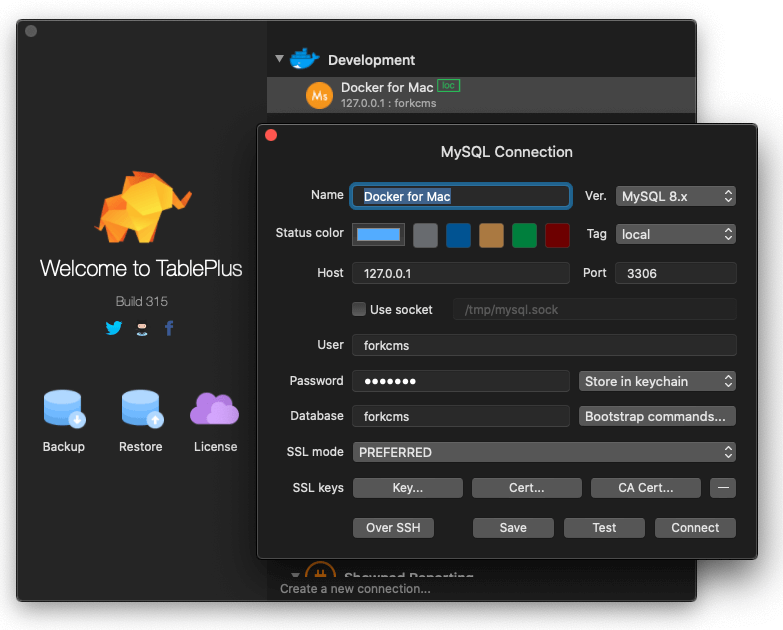 Development
Ms
Docker for Mac loc
127.0.0.1 : forkcms
Welcome to TablePlus
Build 315
Backup Restore License
MySQL Connection
Name Docker for Mac Ver. MySQL 8.x
Status color Tag local
Host 127.0.0.1 Port 3306
Use socket /tmp/mysql.sock
User forkcms
Password ••••••• Store in keychain
Database forkcms Bootstrap commands...
SSL mode PREFERRED
SSL keys Key... Cert... CA Cert... —
Over SSH Save Test Connect
Reporting
Create a new connection...